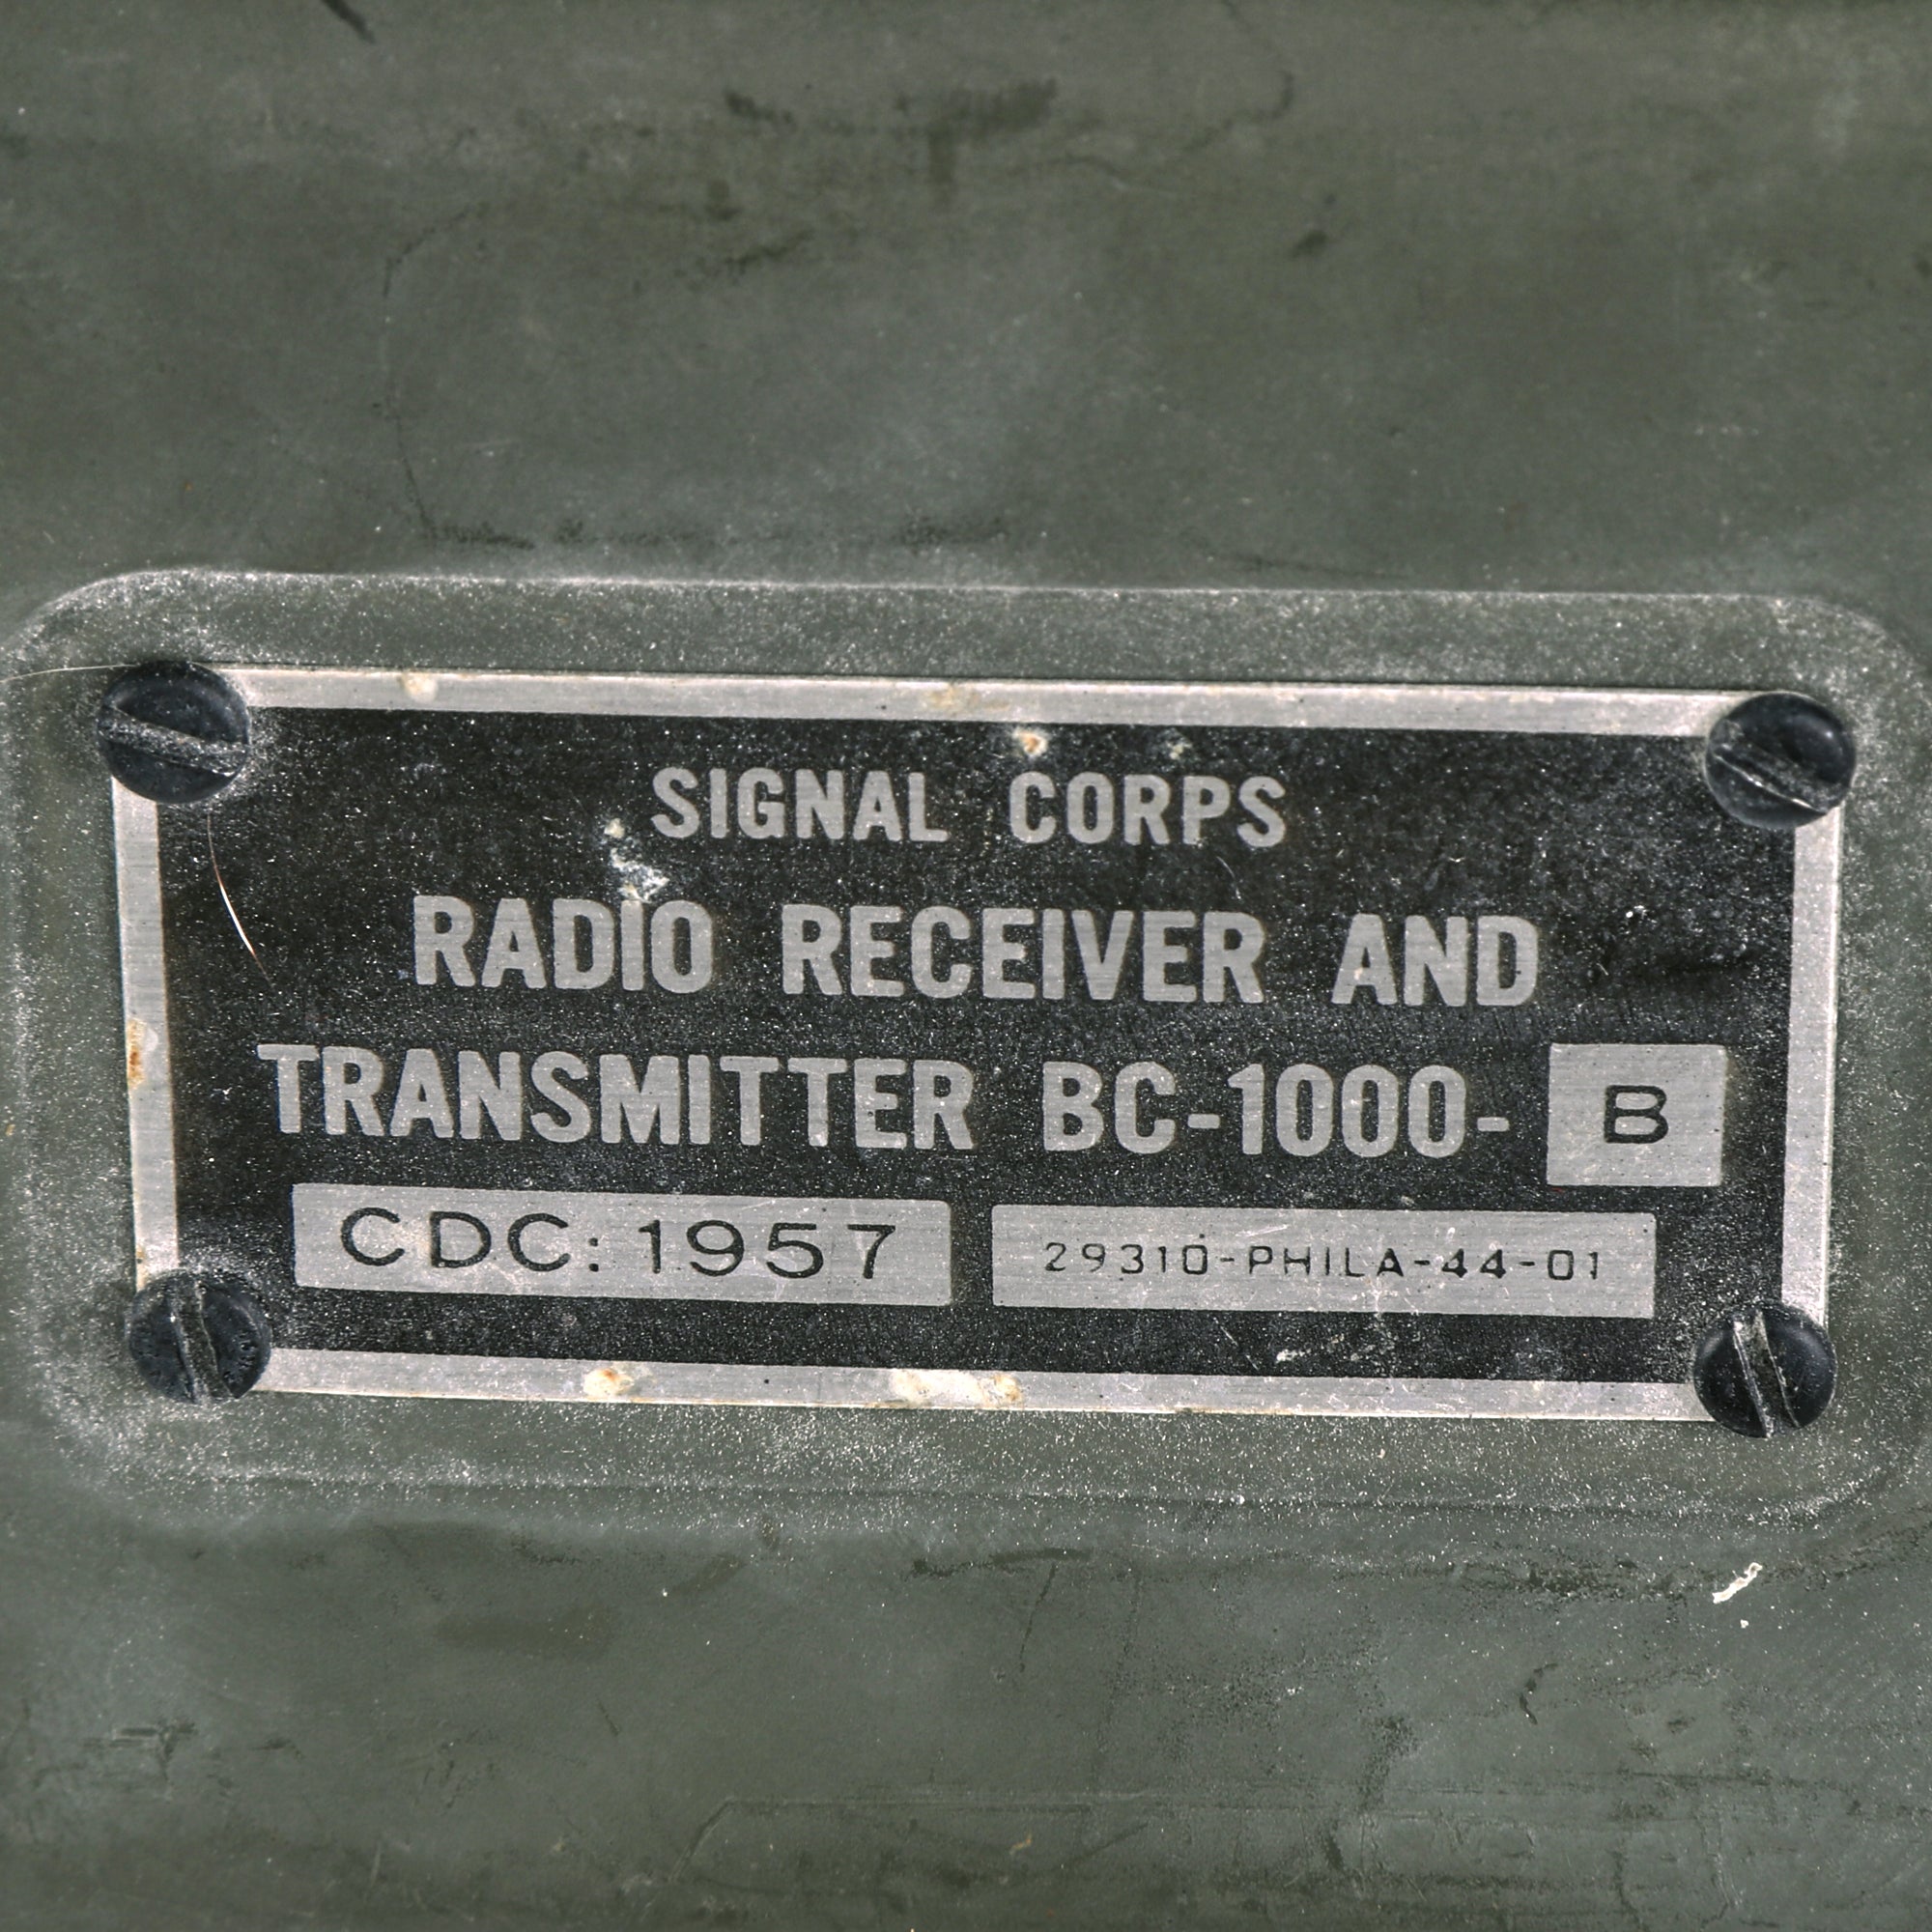 SIGNAL CORPS
RADIO RECEIVER AND
TRANSMITTER BC-1000- B
CDC: 1957 29310-PHILA-44-01